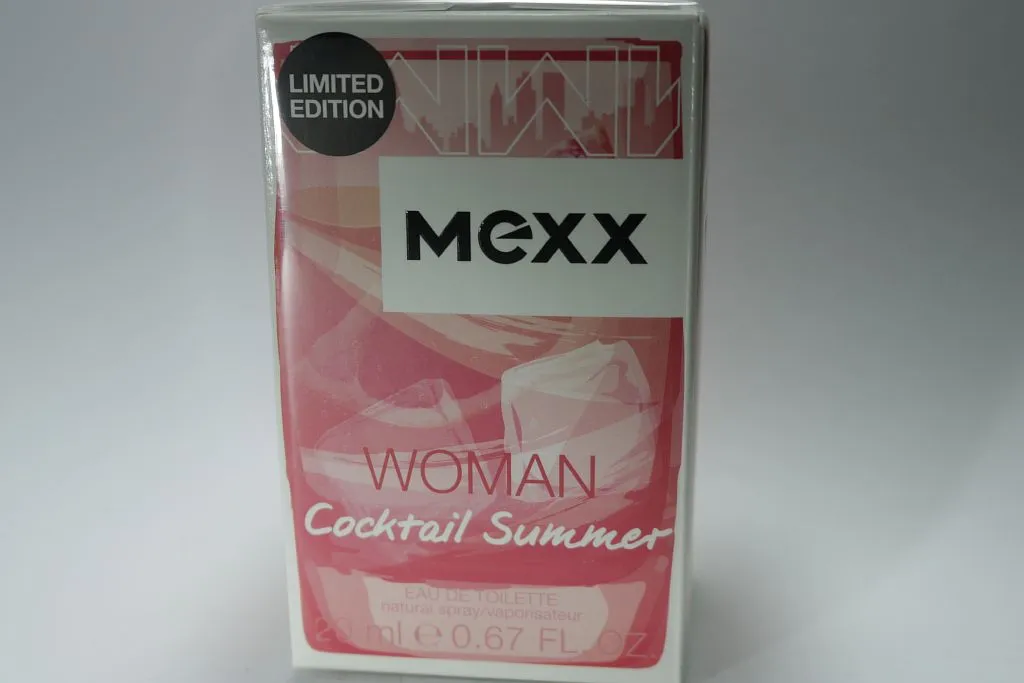 LIMITED
EDITION
MEXX
WOMAN
Cocktail Summer
EAU DE TOILETTE
natural spray/vaporisateur
20 ml e 0.67 FL. OZ.